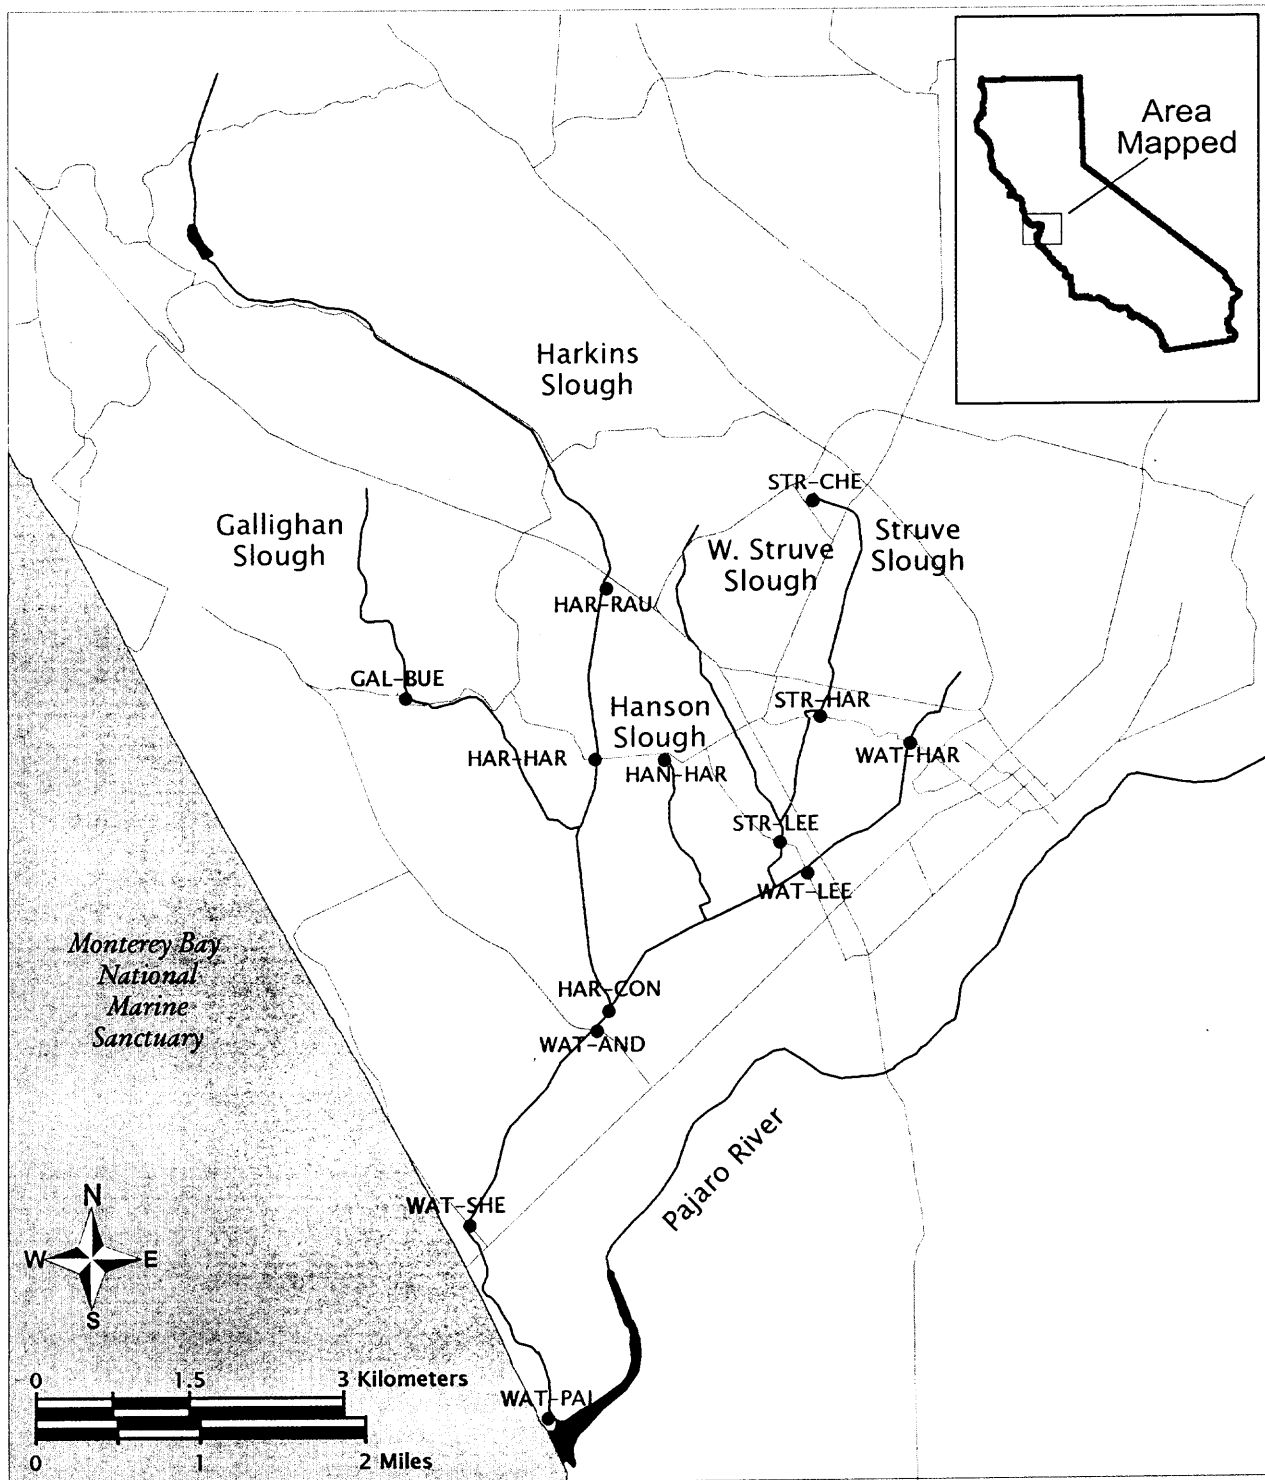 Area
Mapped
Harkins
Slough
STR-CHE
Gallighan
Slough
W. Struve
Slough
Struve
Slough
HAR-RAU
GAL-BUE
Hanson
Slough
STR-HAR
HAR-HAR
HAN-HAR
WAT-HAR
STR-LEE
WAT-LEE
Monterey Bay
National
Marine
Sanctuary
HAR-CON
WAT-AND
Pajaro River
WAT-SHE
N
W
E
S
0 1.5 3 Kilometers
WAT-PAJ
0 1 2 Miles